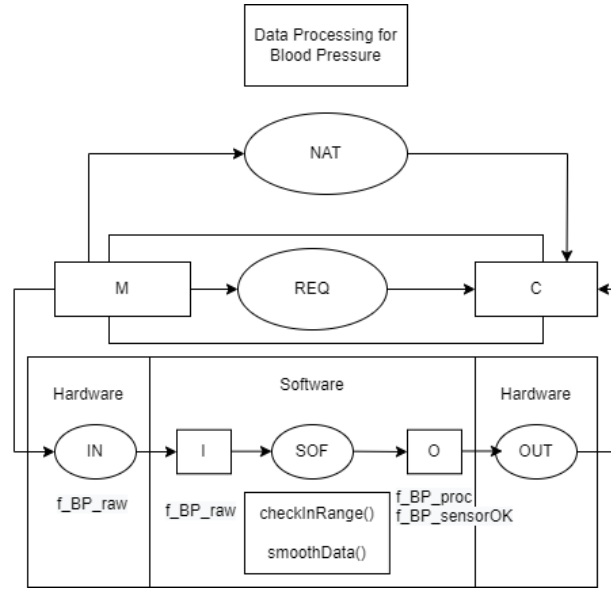 Data Processing for
Blood Pressure
NAT
M
REQ
C
Hardware
Software
Hardware
IN
I
SOF
O
OUT
f_BP_raw
f_BP_raw
f_BP_proc
f_BP_sensorOK
checkInRange()
smoothData()